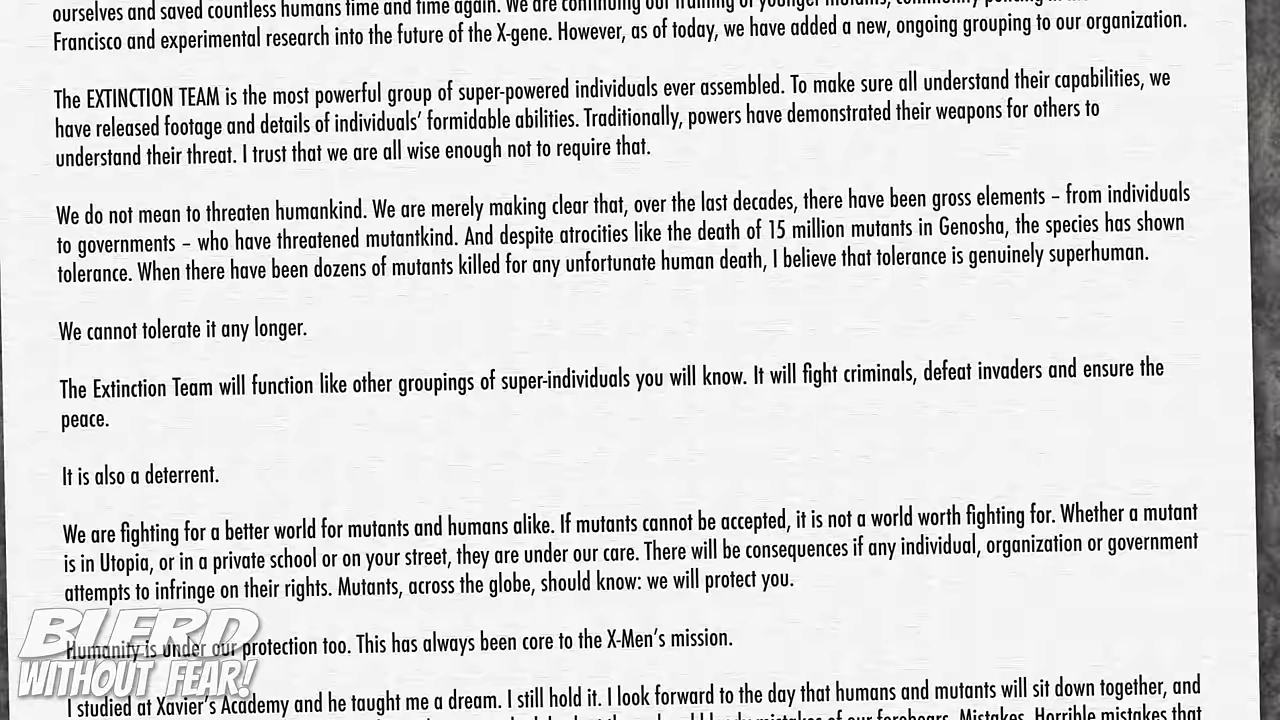 ourselves and saved countless humans time and time again. We are continuing our training of younger mutants, community policing in
Francisco and experimental research into the future of the X-gene. However, as of today, we have added a new, ongoing grouping to our organization.
The EXTINCTION TEAM is the most powerful group of super-powered individuals ever assembled. To make sure all understand their capabilities, we
have released footage and details of individuals' formidable abilities. Traditionally, powers have demonstrated their weapons for others to
understand their threat. I trust that we are all wise enough not to require that.
We do not mean to threaten humankind. We are merely making clear that, over the last decades, there have been gross elements – from individuals
to governments – who have threatened mutantkind. And despite atrocities like the death of 15 million mutants in Genosha, the species has shown
tolerance. When there have been dozens of mutants killed for any unfortunate human death, I believe that tolerance is genuinely superhuman.
We cannot tolerate it any longer.
The Extinction Team will function like other groupings of super-individuals you will know. It will fight criminals, defeat invaders and ensure the
peace.
It is also a deterrent.
We are fighting for a better world for mutants and humans alike. If mutants cannot be accepted, it is not a world worth fighting for. Whether a mutant
is in Utopia, or in a private school or on your street, they are under our care. There will be consequences if any individual, organization or government
attempts to infringe on their rights. Mutants, across the globe, should know: we will protect you.
Humanity is under our protection too. This has always been core to the X-Men's mission.
I studied at Xavier's Academy and he taught me a dream. I still hold it. I look forward to the day that humans and mutants will sit down together, and
mistakes of our forebears. Mistakes. Horrible mistakes that
BLERD
WITHOUT FEAR!